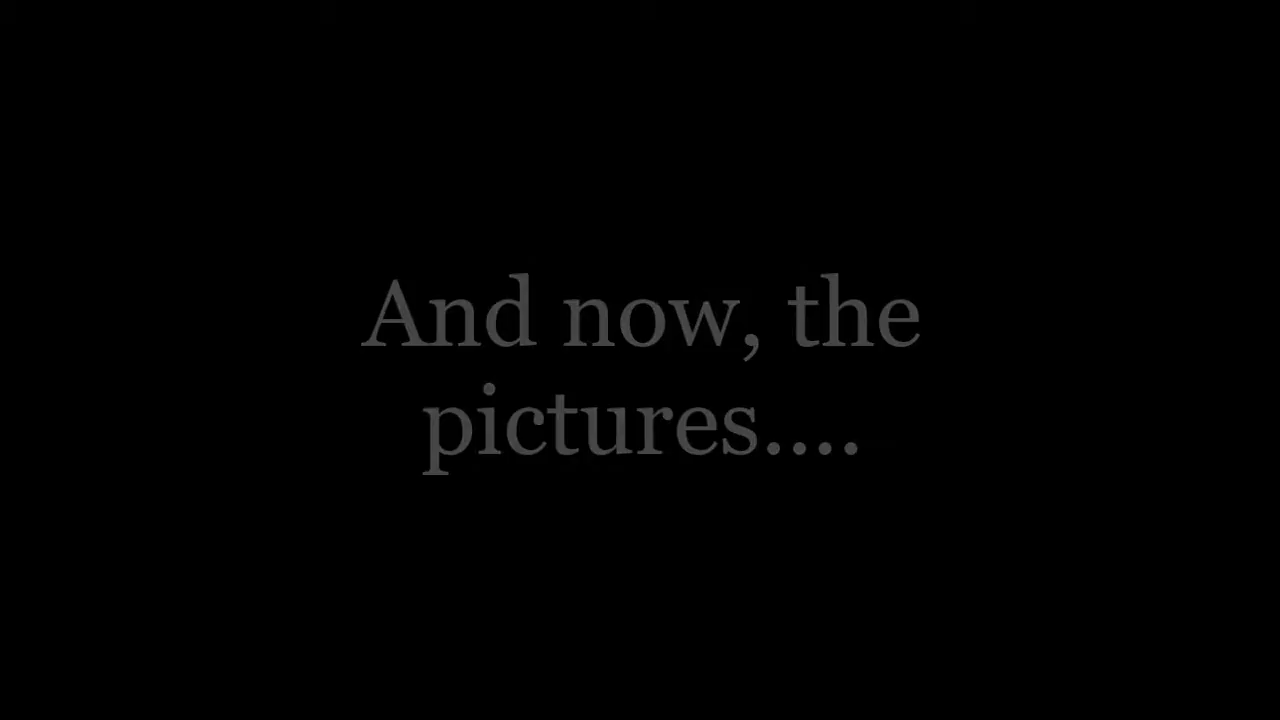 And now, the
pictures....